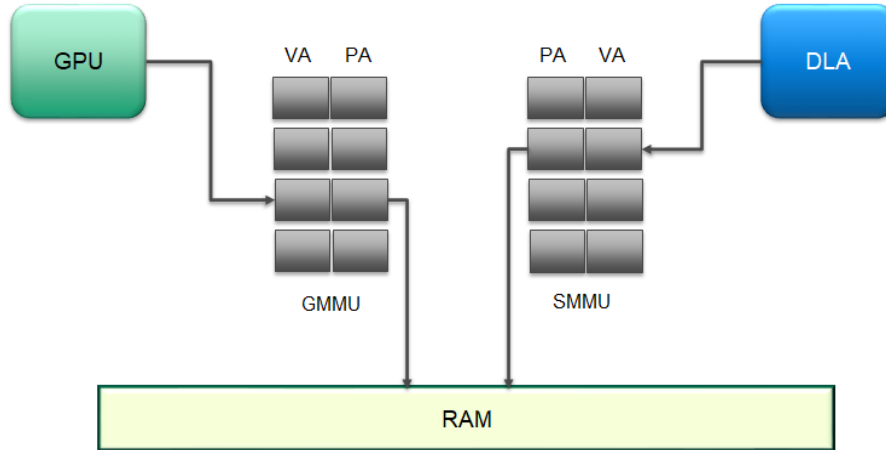 GPU
VA PA
PA VA
DLA
GMMU
SMMU
RAM